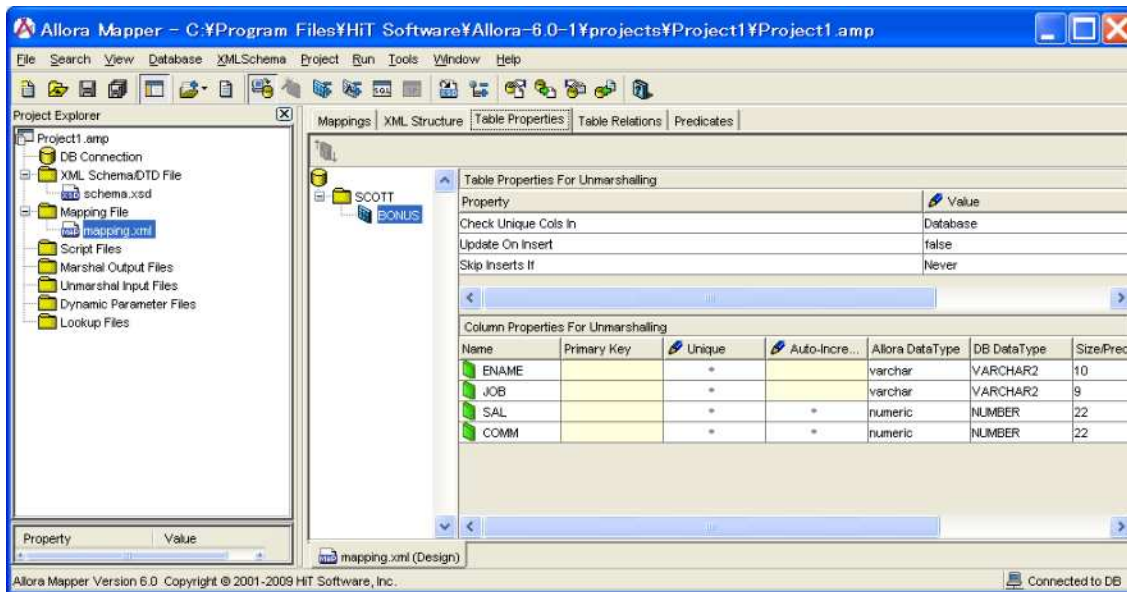 Allora Mapper - C:¥Program Files¥HiT Software¥Allora-6.0-1¥projects¥Project1¥Project1.amp
File Search View Database XMLSchema Project Run Tools Window Help
Project Explorer
Project1.amp
DB Connection
XML Schema/DTD File
schema.xsd
Mapping File
mapping.xml
Script Files
Marshal Output Files
Unmarshal Input Files
Dynamic Parameter Files
Lookup Files
Property Value
Mappings XML Structure Table Properties Table Relations Predicates
SCOTT
BONUS
Table Properties For Unmarshalling
Property Value
Check Unique Cols In Database
Update On Insert false
Skip Inserts If Never
Column Properties For Unmarshalling
Name Primary Key Unique Auto-Incre... Allora DataType DB DataType Size/Prec
ENAME varchar VARCHAR2 10
JOB varchar VARCHAR2 9
SAL numeric NUMBER 22
COMM numeric NUMBER 22
mapping.xml (Design)
Allora Mapper Version 6.0 Copyright © 2001-2009 HiT Software, Inc. Connected to DB